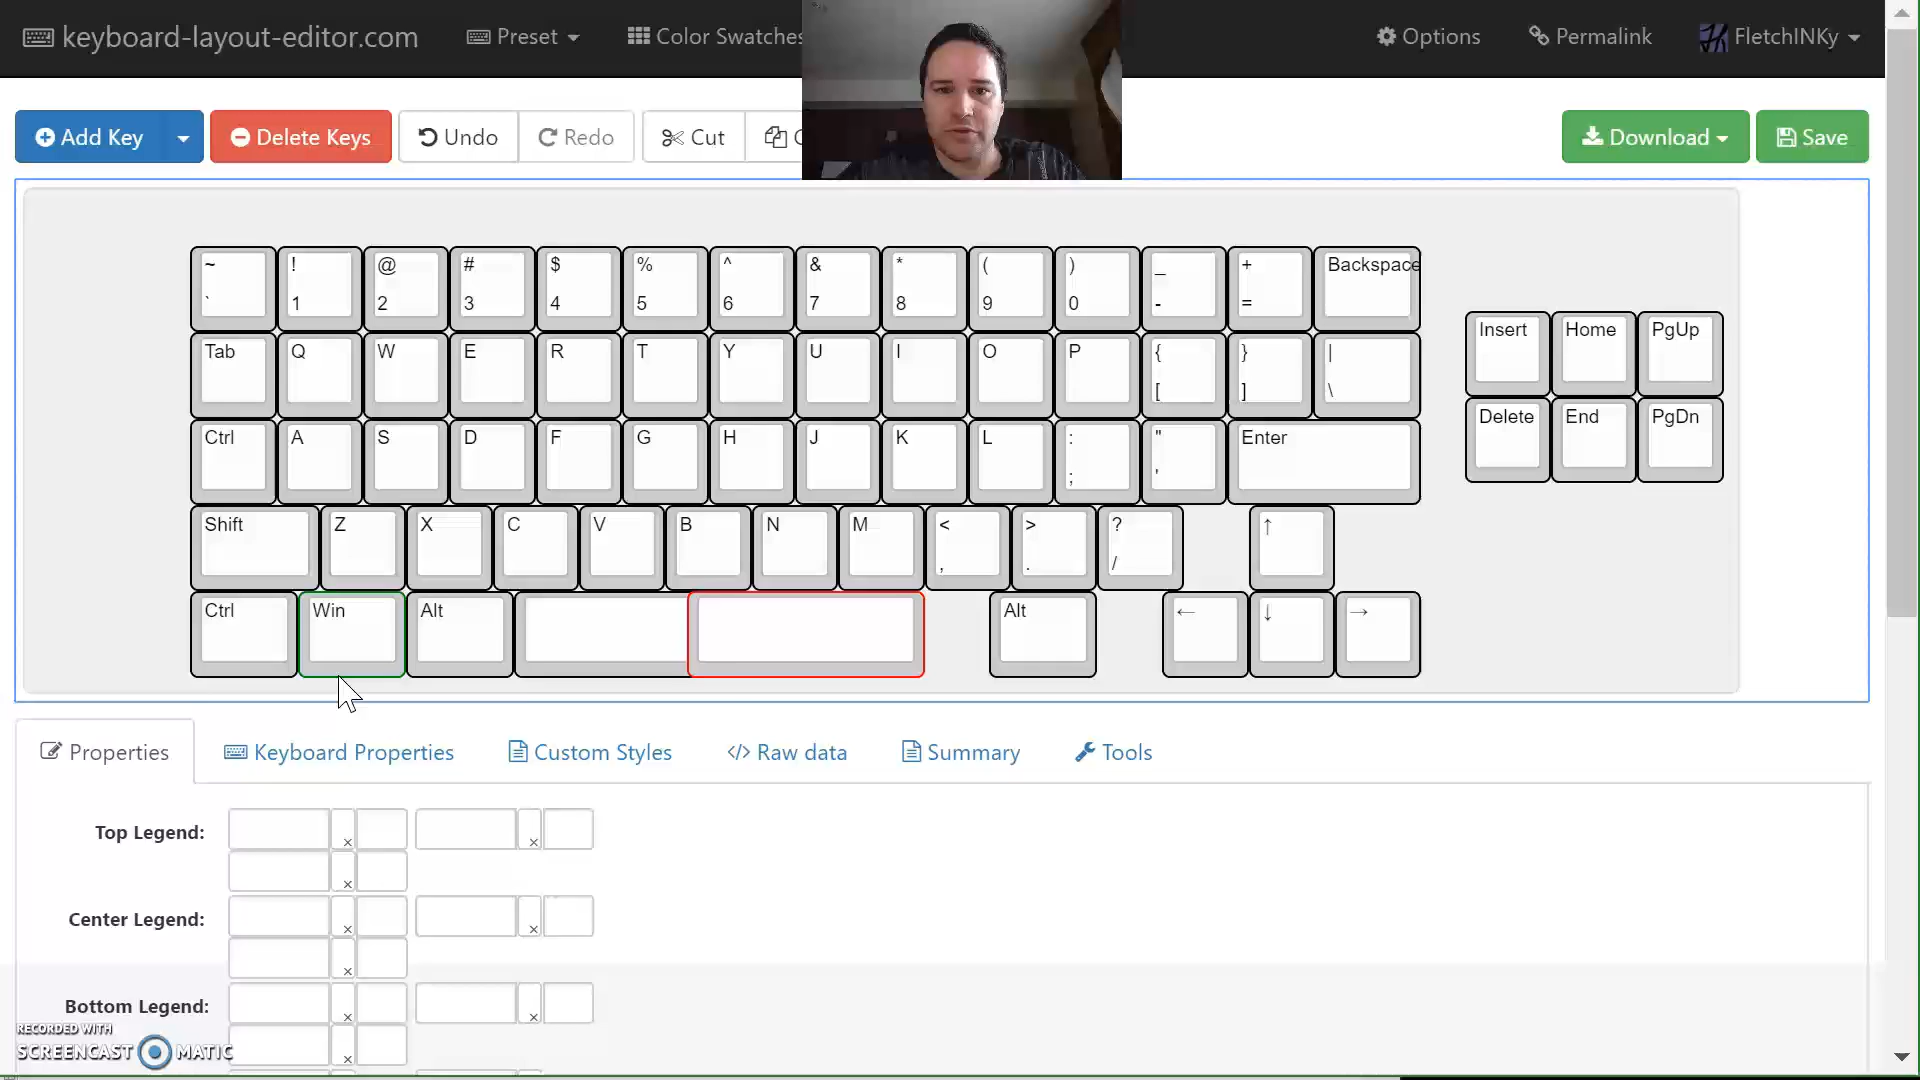 keyboard-layout-editor.com Preset Color Swatches Options Permalink FletchINKy
Add Key Delete Keys Undo Redo Cut C Download Save
~ ! @ # $ % ^ & * ( ) _ + Backspace
` 1 2 3 4 5 6 7 8 9 0 - =
Insert Home PgUp
Tab Q W E R T Y U I O P { } |
[ ] \
Delete End PgDn
Ctrl A S D F G H J K L : " Enter
; '
Shift Z X C V B N M < > ? ↑
, . /
Ctrl Win Alt Alt ← ↓ →
Properties Keyboard Properties Custom Styles </> Raw data Summary Tools
Top Legend: × ×
×
Center Legend: × ×
×
Bottom Legend: × ×
×
RECORDED WITH
SCREENCAST MATIC